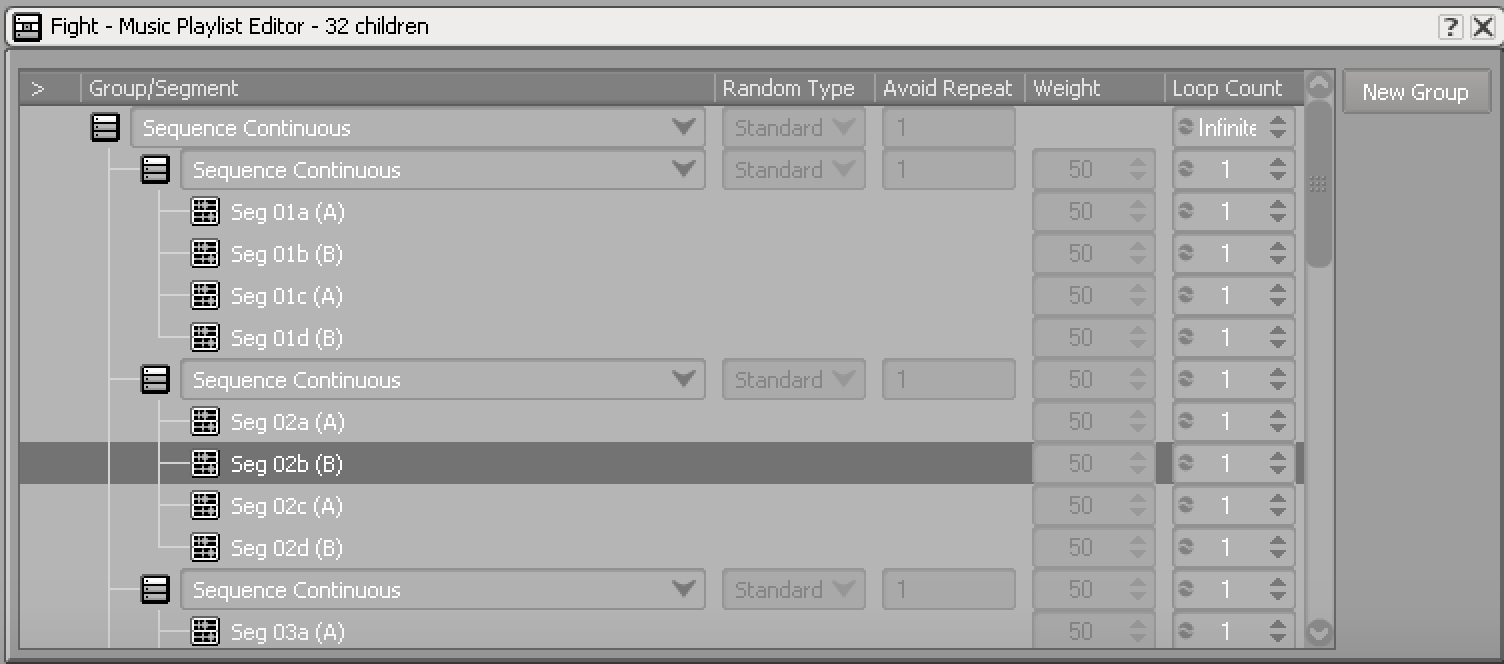 Fight - Music Playlist Editor - 32 children ?
> Group/Segment Random Type Avoid Repeat Weight Loop Count New Group
Sequence Continuous Standard 1 Infinite
Sequence Continuous Standard 1 50 1
Seg 01a (A) 50 1
Seg 01b (B) 50 1
Seg 01c (A) 50 1
Seg 01d (B) 50 1
Sequence Continuous Standard 1 50 1
Seg 02a (A) 50 1
Seg 02b (B) 50 1
Seg 02c (A) 50 1
Seg 02d (B) 50 1
Sequence Continuous Standard 1 50 1
Seg 03a (A) 50 1